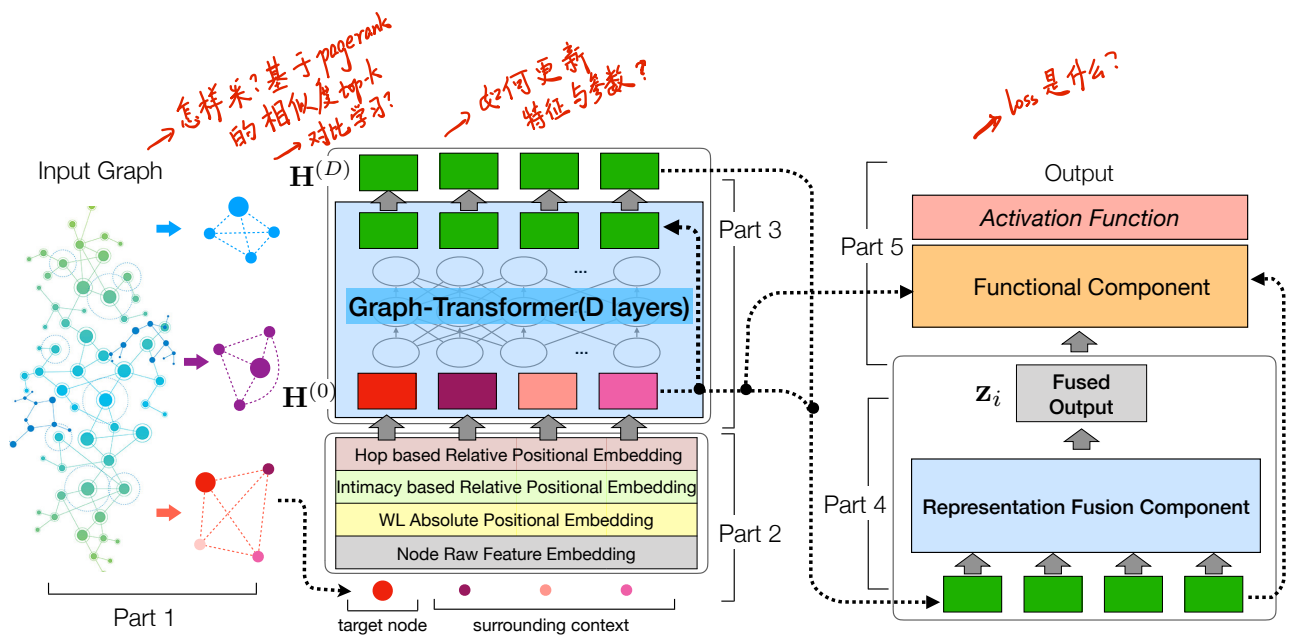 怎样采?基于pagerank
的相似度top-k
对比学习?
如何更新
特征与参数?
loss是什么?
Input Graph
H^(D)
Part 3
Graph-Transformer(D layers)
...
...
H^(0)
Hop based Relative Positional Embedding
Intimacy based Relative Positional Embedding
WL Absolute Positional Embedding
Node Raw Feature Embedding
Part 2
Part 1
target node
surrounding context
Output
Activation Function
Part 5
Functional Component
z_i
Fused
Output
Part 4
Representation Fusion Component